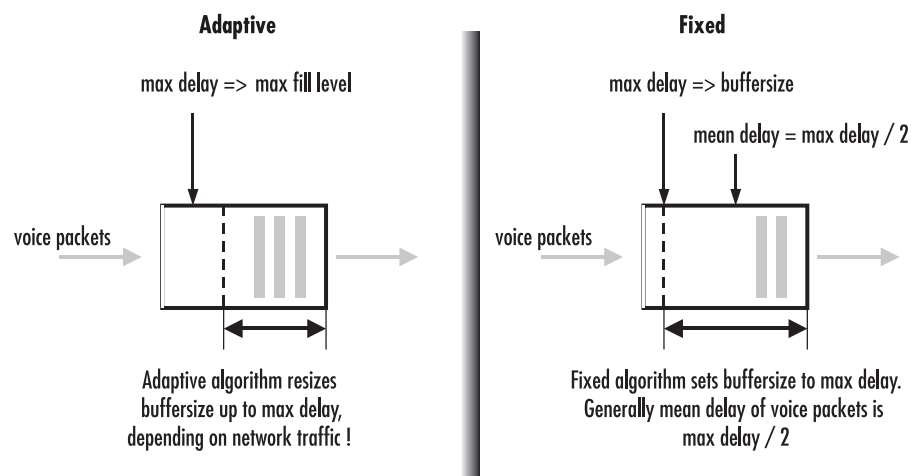 Adaptive
max delay => max fill level
voice packets
Adaptive algorithm resizes
buffersize up to max delay,
depending on network traffic !
Fixed
max delay => buffersize
mean delay = max delay / 2
voice packets
Fixed algorithm sets buffersize to max delay.
Generally mean delay of voice packets is
max delay / 2